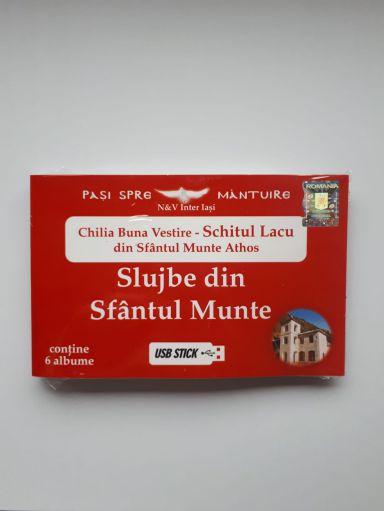 PAȘI SPRE MÂNTUIRE
N&V Inter Iași
ROMANIA
Chilia Buna Vestire - Schitul Lacu
din Sfântul Munte Athos
Slujbe din
Sfântul Munte
conține
6 albume
USB STICK